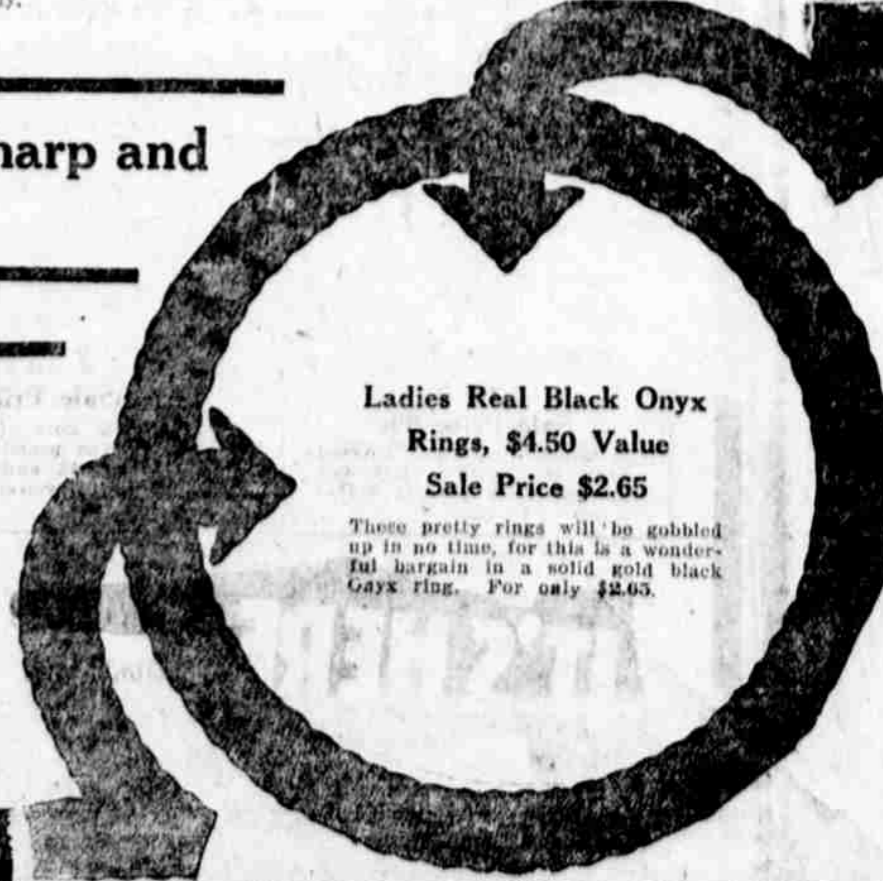 harp and
Ladies Real Black Onyx
Rings, $4.50 Value
Sale Price $2.65
These pretty rings will be gobbled
up in no time, for this is a wonder-
ful bargain in a solid gold black
Onyx ring. For only $2.65.